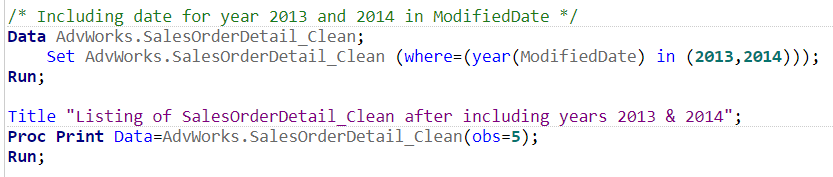 /* Including date for year 2013 and 2014 in ModifiedDate */
Data AdvWorks.SalesOrderDetail_Clean;
    Set AdvWorks.SalesOrderDetail_Clean (where=(year(ModifiedDate) in (2013,2014)));
Run;

Title "Listing of SalesOrderDetail_Clean after including years 2013 & 2014";
Proc Print Data=AdvWorks.SalesOrderDetail_Clean(obs=5);
Run;